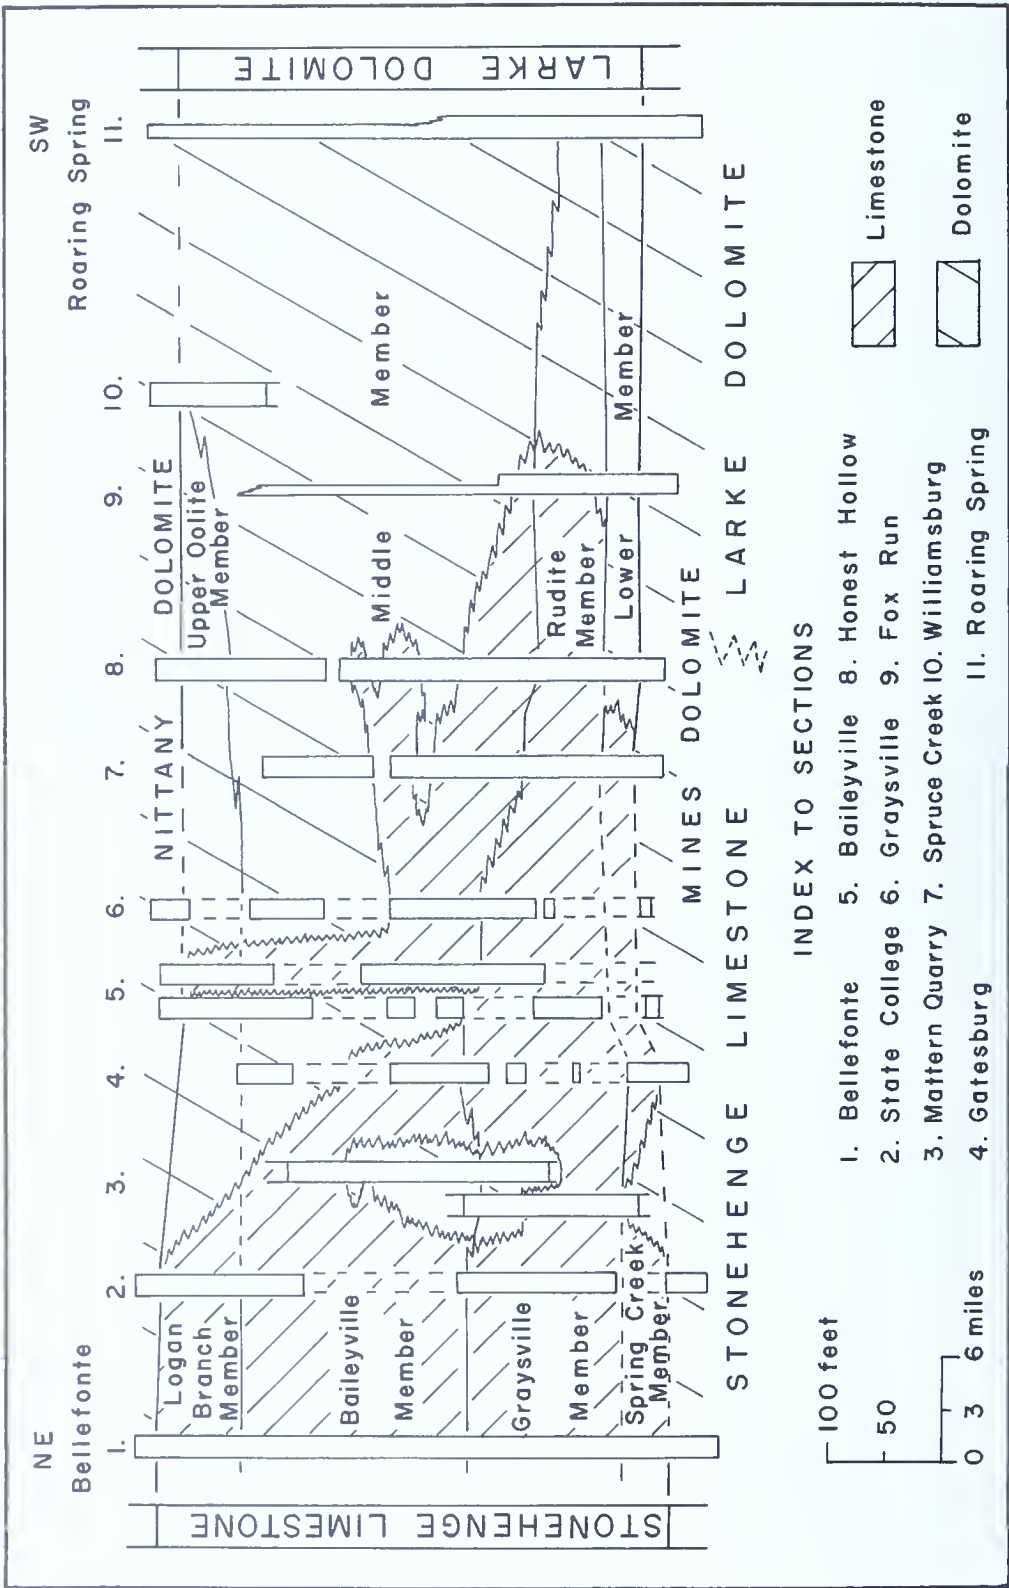 NE
Bellefonte
SW
Roaring Spring
1.
2.
3.
4.
5.
6.
7.
8.
9.
10.
11.
STONEHENGE LIMESTONE
LARKE DOLOMITE
NITTANY DOLOMITE
Logan
Branch
Member
Baileyville
Member
Graysville
Member
Spring Creek
Member
Upper Oolite
Member
Middle Member
Rudite
Member
Lower Member
MINES DOLOMITE
STONEHENGE LIMESTONE LARKE DOLOMITE
100 feet
50
0 3 6 miles
INDEX TO SECTIONS
1. Bellefonte
2. State College
3. Mattern Quarry
4. Gatesburg
5. Baileyville
6. Graysville
7. Spruce Creek
8. Honest Hollow
9. Fox Run
10. Williamsburg
11. Roaring Spring
Limestone
Dolomite